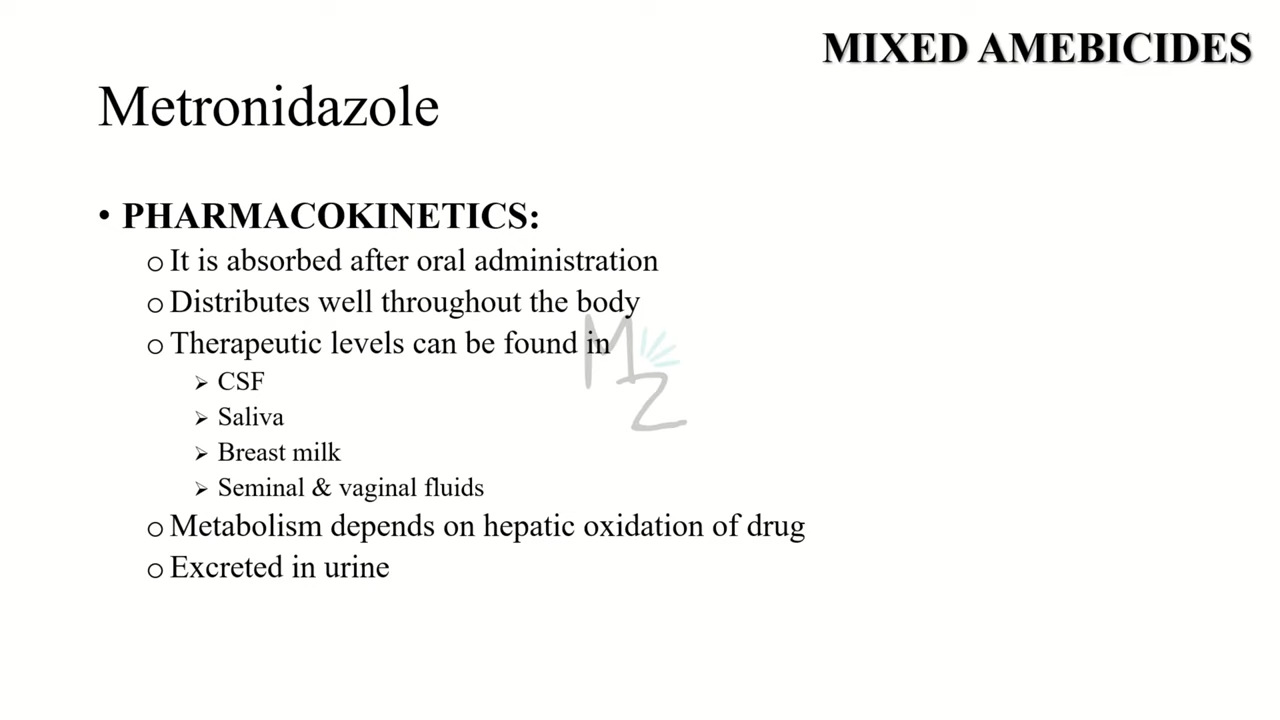 MIXED AMEBICIDES
Metronidazole
• PHARMACOKINETICS:
o It is absorbed after oral administration
o Distributes well throughout the body
o Therapeutic levels can be found in
➢ CSF
➢ Saliva
➢ Breast milk
➢ Seminal & vaginal fluids
o Metabolism depends on hepatic oxidation of drug
o Excreted in urine
MZ